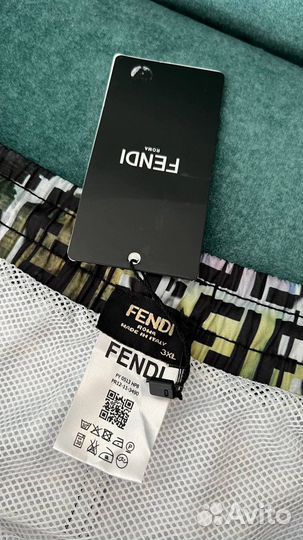 FENDI
ROMA
FENDI
ROMA
MADE IN ITALY
3XL
FENDI
Avito